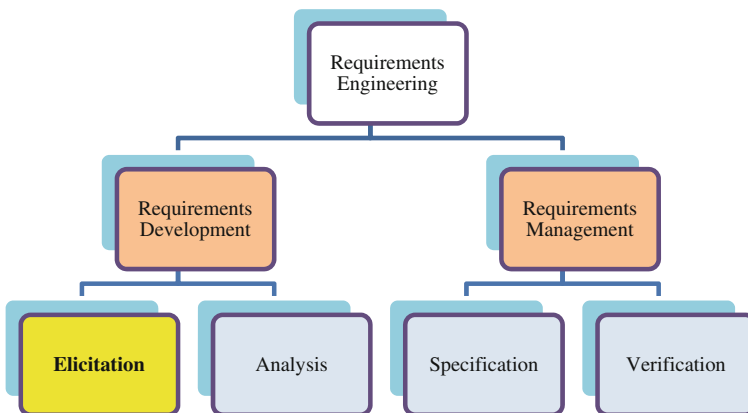 Requirements
Engineering
Requirements
Development
Requirements
Management
Elicitation
Analysis
Specification
Verification